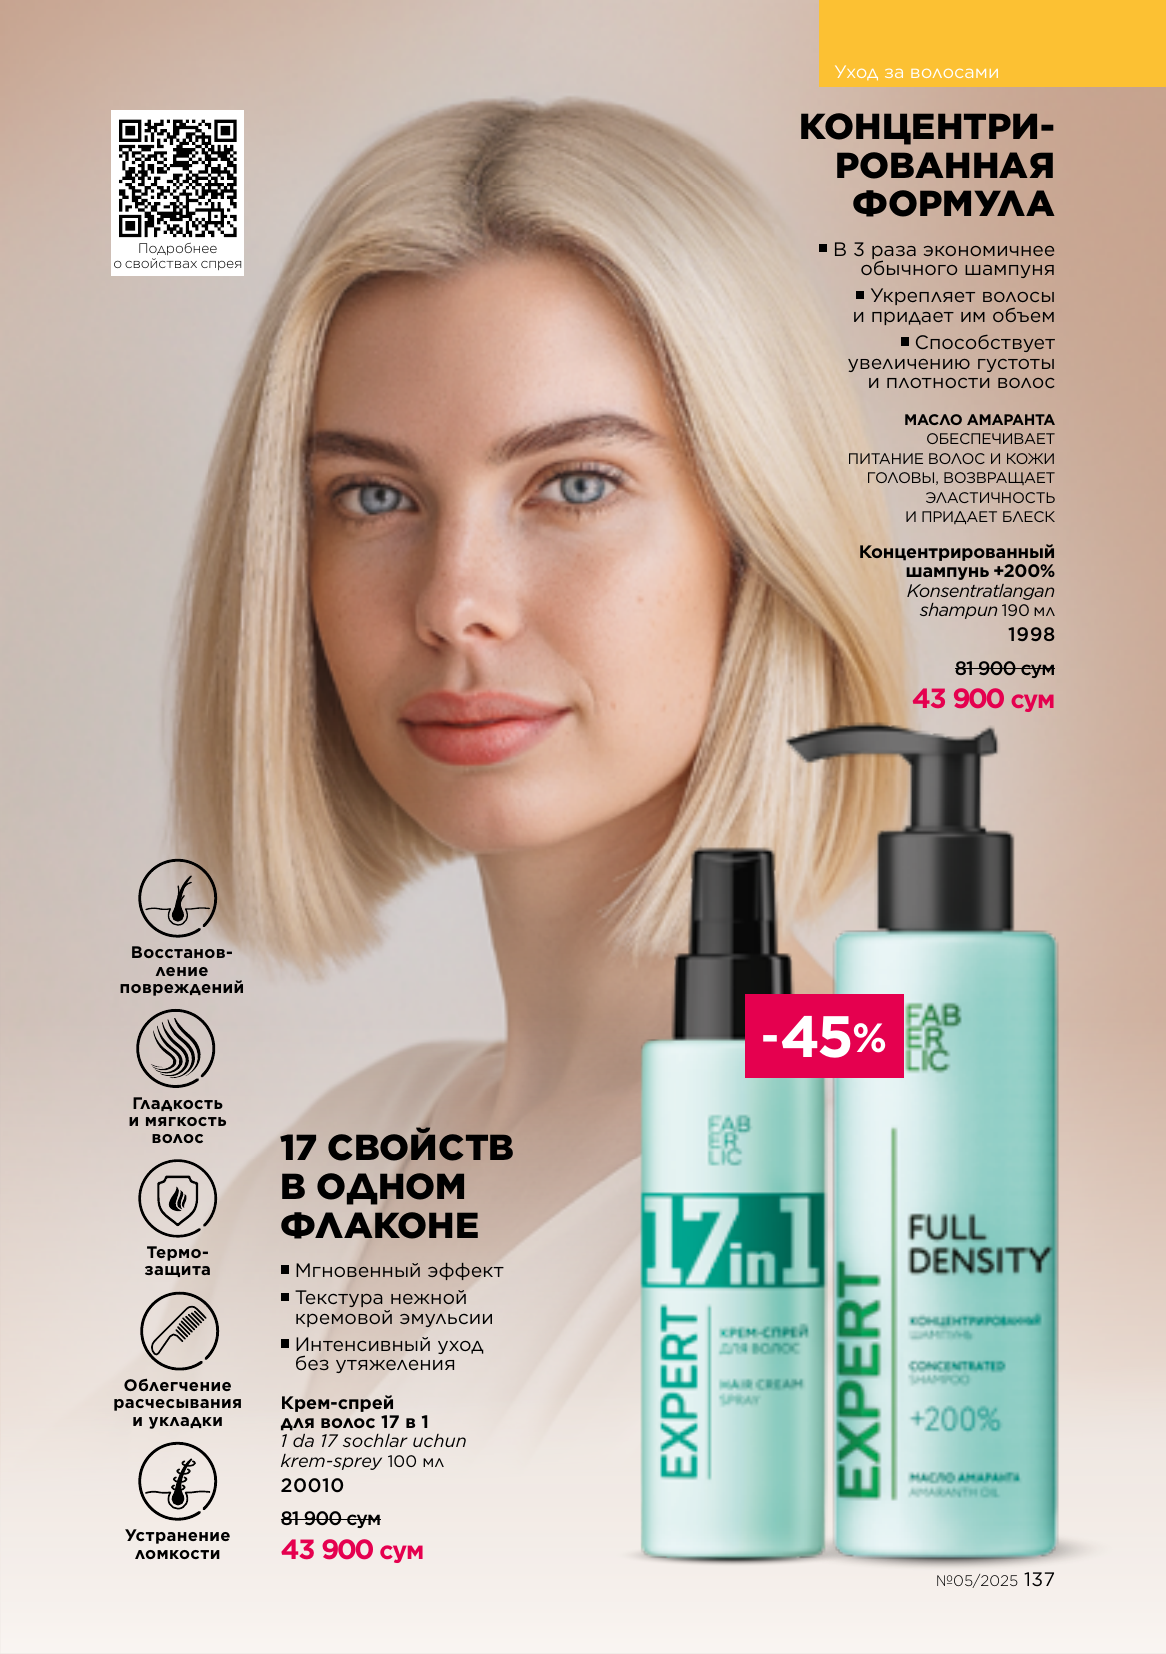 Уход за волосами
Подробнее
о свойствах спрея
КОНЦЕНТРИ-
РОВАННАЯ
ФОРМУЛА
▪ В 3 раза экономичнее
обычного шампуня
▪ Укрепляет волосы
и придает им объем
▪ Способствует
увеличению густоты
и плотности волос
МАСЛО АМАРАНТА
ОБЕСПЕЧИВАЕТ
ПИТАНИЕ ВОЛОС И КОЖИ
ГОЛОВЫ, ВОЗВРАЩАЕТ
ЭЛАСТИЧНОСТЬ
И ПРИДАЕТ БЛЕСК
Концентрированный
шампунь +200%
Konsentratlangan
shampun 190 мл
1998
81 900 сум
43 900 сум
Восстанов-
ление
повреждений
Гладкость
и мягкость
волос
Термо-
защита
Облегчение
расчесывания
и укладки
Устранение
ломкости
17 СВОЙСТВ
В ОДНОМ
ФЛАКОНЕ
▪ Мгновенный эффект
▪ Текстура нежной
кремовой эмульсии
▪ Интенсивный уход
без утяжеления
Крем-спрей
для волос 17 в 1
1 da 17 sochlar uchun
krem-sprey 100 мл
20010
81 900 сум
43 900 сум
-45%
FAB
ER
LIC
17in1
EXPERT
КРЕМ-СПРЕЙ
ДЛЯ ВОЛОС
HAIR CREAM
SPRAY
FAB
ER
LIC
FULL
DENSITY
EXPERT
КОНЦЕНТРИРОВАННЫЙ
ШАМПУНЬ
CONCENTRATED
SHAMPOO
+200%
МАСЛО АМАРАНТА
AMARANTH OIL
№05/2025 137